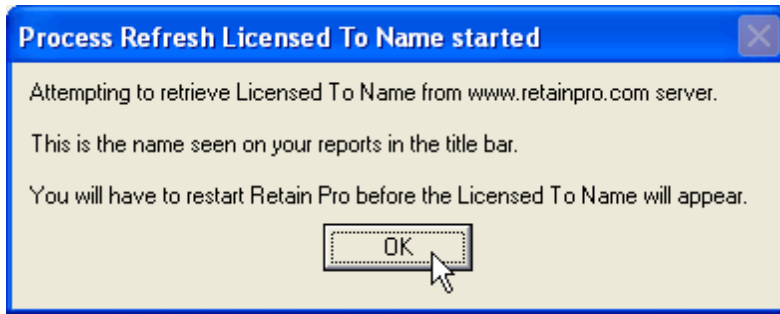 Process Refresh Licensed To Name started
Attempting to retrieve Licensed To Name from www.retainpro.com server.
This is the name seen on your reports in the title bar.
You will have to restart Retain Pro before the Licensed To Name will appear.
OK